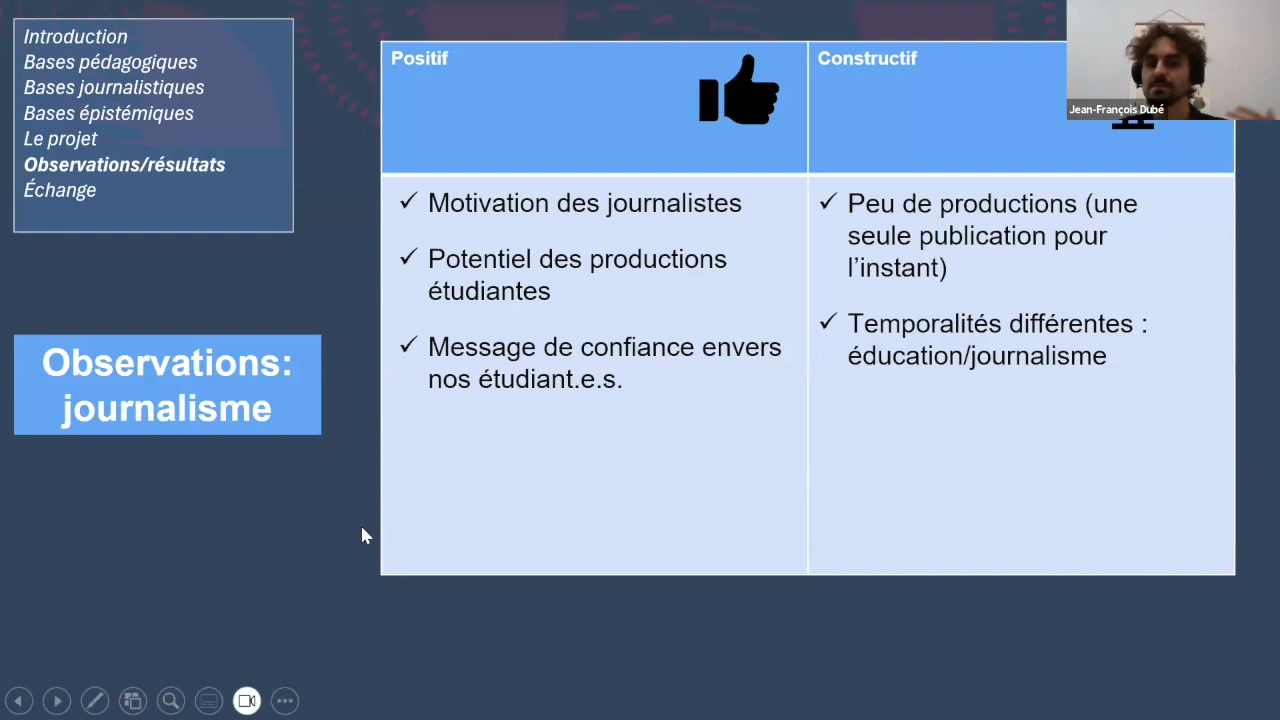 Introduction
Bases pédagogiques
Bases journalistiques
Bases épistémiques
Le projet
Observations/résultats
Échange
Observations:
journalisme
Positif
Motivation des journalistes
Potentiel des productions
étudiantes
Message de confiance envers
nos étudiant.e.s.
Constructif
Peu de productions (une
seule publication pour
l’instant)
Temporalités différentes :
éducation/journalisme
Jean-François Dubé